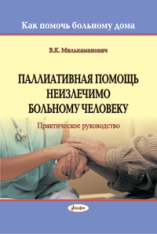 Как помочь больному дома
В.К. Милькаманович
ПАЛЛИАТИВНАЯ ПОМОЩЬ
НЕИЗЛЕЧИМО
БОЛЬНОМУ ЧЕЛОВЕКУ
Практическое руководство